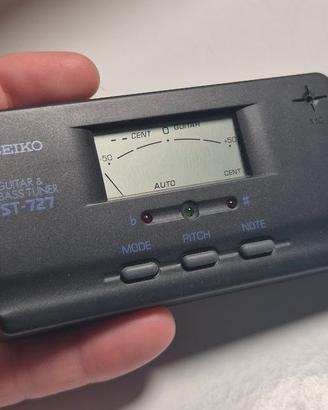 SEIKO
GUITAR &
BASS TUNER
ST-727
-- CENT 0 GUITAR
-50 +50
CENT
AUTO
b #
MODE PITCH NOTE